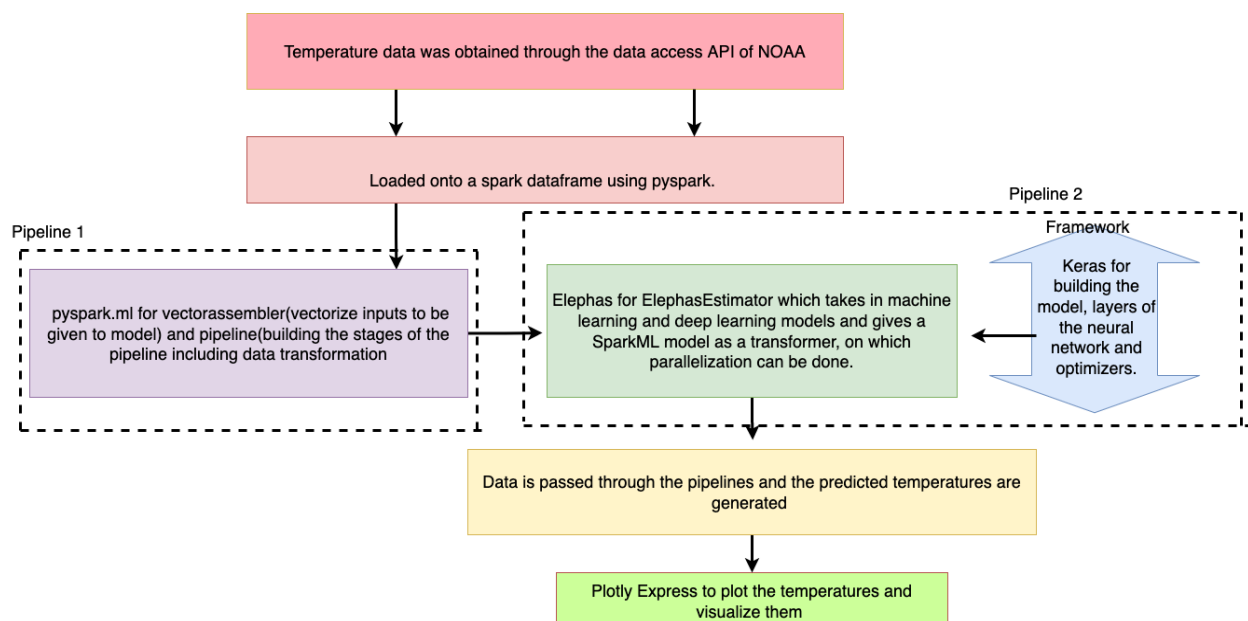 Temperature data was obtained through the data access API of NOAA
Loaded onto a spark dataframe using pyspark.
Pipeline 2
Pipeline 1
Framework
pyspark.ml for vectorassembler(vectorize inputs to be
given to model) and pipeline(building the stages of the
pipeline including data transformation
Elephas for ElephasEstimator which takes in machine
learning and deep learning models and gives a
SparkML model as a transformer, on which
parallelization can be done.
Keras for
building the
model, layers of
the neural
network and
optimizers.
Data is passed through the pipelines and the predicted temperatures are
generated
Plotly Express to plot the temperatures and
visualize them